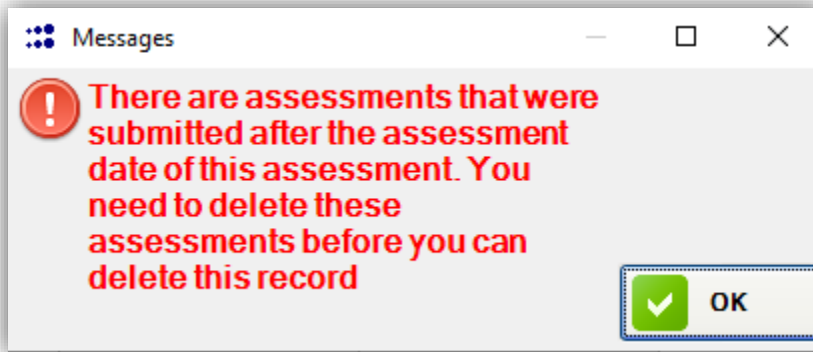 Messages
There are assessments that were
submitted after the assessment
date of this assessment. You
need to delete these
assessments before you can
delete this record
OK